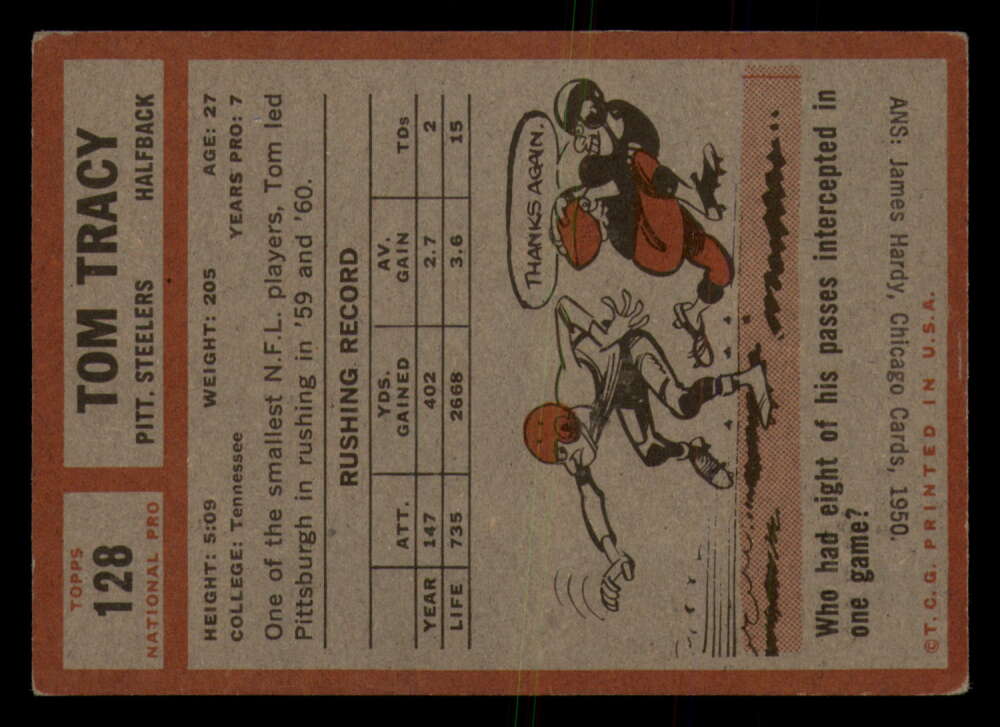 TOPPS
128
NATIONAL PRO
TOM TRACY
PITT. STEELERS HALFBACK
HEIGHT: 5:09 WEIGHT: 205 AGE: 27
COLLEGE: Tennessee YEARS PRO: 7
One of the smallest N.F.L. players, Tom led
Pittsburgh in rushing in '59 and '60.
RUSHING RECORD
ATT. YDS. GAINED AV. GAIN TDs
YEAR 147 402 2.7 2
LIFE 735 2668 3.6 15
THANKS AGAIN.
Who had eight of his passes intercepted in
one game?
ANS: James Hardy, Chicago Cards, 1950.
©T. C. G. PRINTED IN U.S.A.